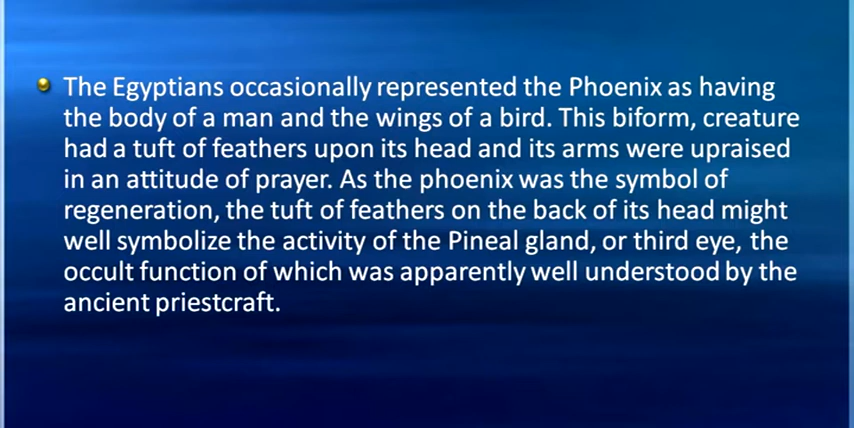 The Egyptians occasionally represented the Phoenix as having
the body of a man and the wings of a bird. This biform, creature
had a tuft of feathers upon its head and its arms were upraised
in an attitude of prayer. As the phoenix was the symbol of
regeneration, the tuft of feathers on the back of its head might
well symbolize the activity of the Pineal gland, or third eye, the
occult function of which was apparently well understood by the
ancient priestcraft.